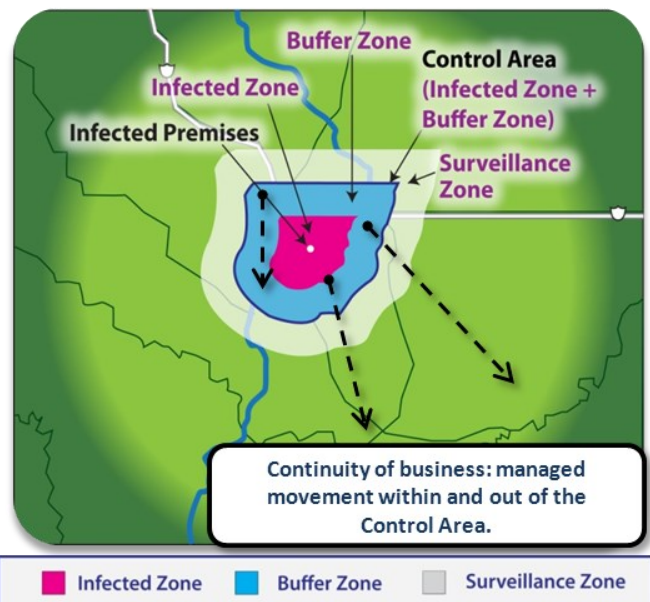 Buffer Zone
Control Area
(Infected Zone +
Buffer Zone)
Infected Zone
Infected Premises
Surveillance
Zone
Continuity of business: managed
movement within and out of the
Control Area.
Infected Zone
Buffer Zone
Surveillance Zone